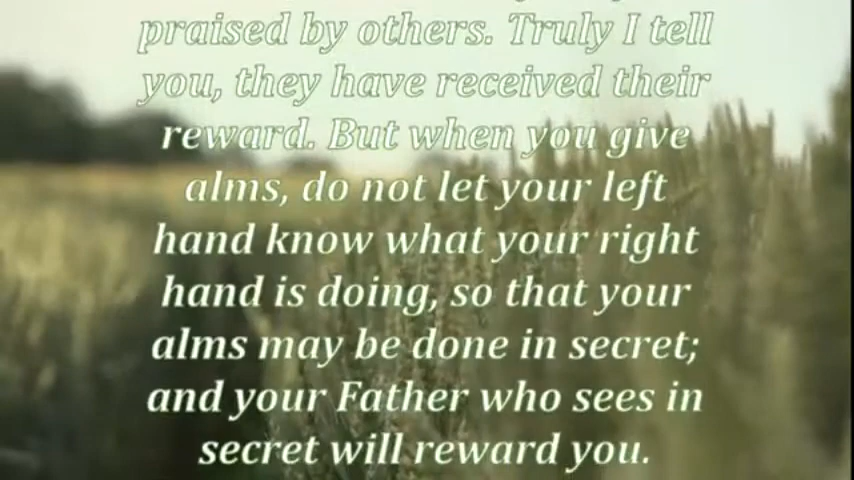 praised by others. Truly I tell
you, they have received their
reward. But when you give
alms, do not let your left
hand know what your right
hand is doing, so that your
alms may be done in secret;
and your Father who sees in
secret will reward you.